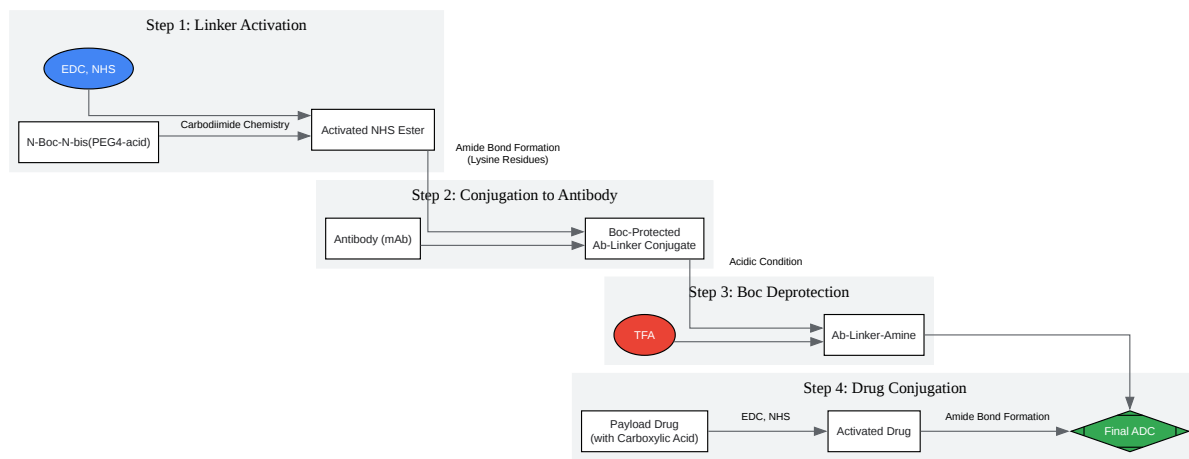 Step 1: Linker Activation
EDC, NHS
N-Boc-N-bis(PEG4-acid)
Carbodiimide Chemistry
Activated NHS Ester
Amide Bond Formation
(Lysine Residues)
Step 2: Conjugation to Antibody
Antibody (mAb)
Boc-Protected
Ab-Linker Conjugate
Acidic Condition
Step 3: Boc Deprotection
TFA
Ab-Linker-Amine
Step 4: Drug Conjugation
Payload Drug
(with Carboxylic Acid)
EDC, NHS
Activated Drug
Amide Bond Formation
Final ADC